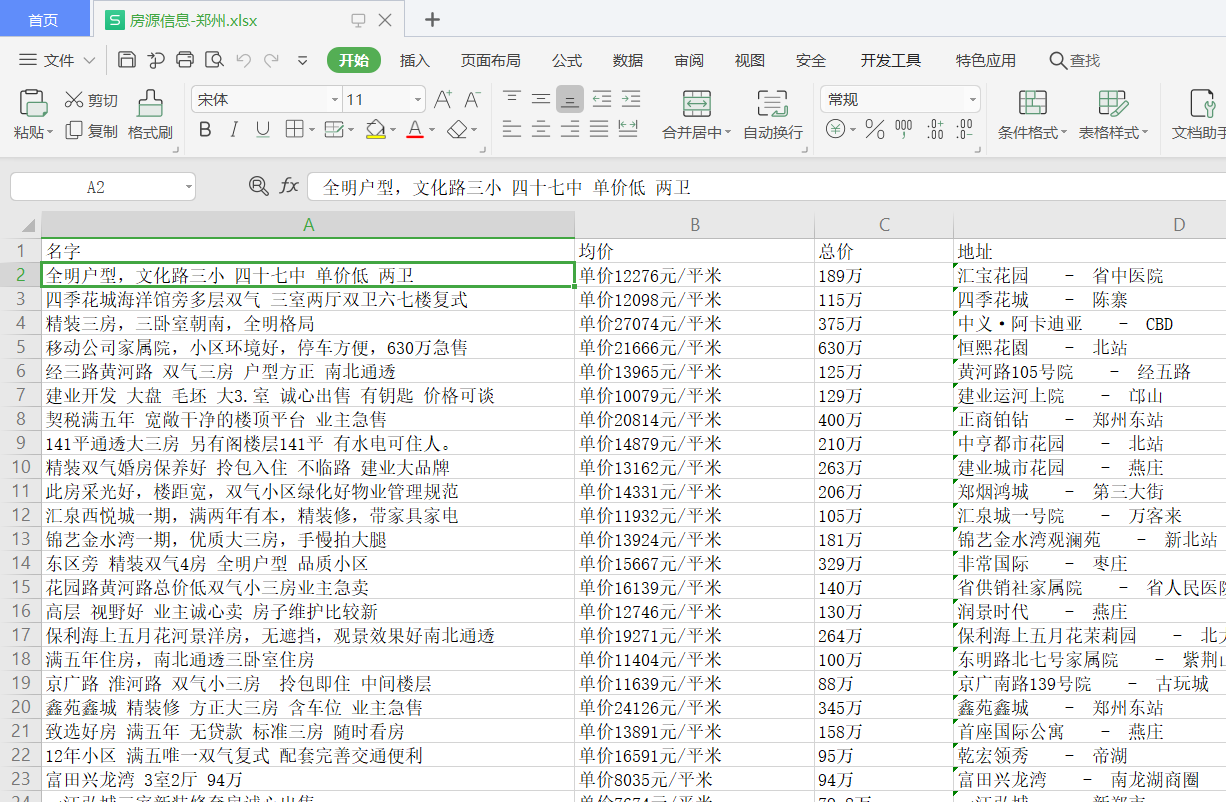 首页 房源信息-郑州.xlsx
文件 开始 插入 页面布局 公式 数据 审阅 视图 安全 开发工具 特色应用 查找
剪切 宋体 11 常规
粘贴 复制 格式刷 B I U A 合并居中 自动换行 条件格式 表格样式 文档助手
A2 fx 全明户型，文化路三小 四十七中 单价低 两卫
A B C D
1 名字 均价 总价 地址
2 全明户型，文化路三小 四十七中 单价低 两卫 单价12276元/平米 189万 汇宝花园 - 省中医院
3 四季花城海洋馆旁多层双气 三室两厅双卫六七楼复式 单价12098元/平米 115万 四季花城 - 陈寨
4 精装三房，三卧室朝南，全明格局 单价27074元/平米 375万 中义·阿卡迪亚 - CBD
5 移动公司家属院，小区环境好，停车方便，630万急售 单价21666元/平米 630万 恒熙花園 - 北站
6 经三路黄河路 双气三房 户型方正 南北通透 单价13965元/平米 125万 黄河路105号院 - 经五路
7 建业开发 大盘 毛坯 大3.室 诚心出售 有钥匙 价格可谈 单价10079元/平米 129万 建业运河上院 - 邙山
8 契税满五年 宽敞干净的楼顶平台 业主急售 单价20814元/平米 400万 正商铂钻 - 郑州东站
9 141平通透大三房 另有阁楼层141平 有水电可住人。 单价14879元/平米 210万 中亨都市花园 - 北站
10 精装双气婚房保养好 拎包入住 不临路 建业大品牌 单价13162元/平米 263万 建业城市花园 - 燕庄
11 此房采光好，楼距宽，双气小区绿化好物业管理规范 单价14331元/平米 206万 郑烟鸿城 - 第三大街
12 汇泉西悦城一期，满两年有本，精装修，带家具家电 单价11932元/平米 105万 汇泉城一号院 - 万客来
13 锦艺金水湾一期，优质大三房，手慢拍大腿 单价13924元/平米 181万 锦艺金水湾观澜苑 - 新北站
14 东区旁 精装双气4房 全明户型 品质小区 单价15667元/平米 329万 非常国际 - 枣庄
15 花园路黄河路总价低双气小三房业主急卖 单价16139元/平米 140万 省供销社家属院 - 省人民医院
16 高层 视野好 业主诚心卖 房子维护比较新 单价12746元/平米 130万 润景时代 - 燕庄
17 保利海上五月花河景洋房，无遮挡，观景效果好南北通透 单价19271元/平米 264万 保利海上五月花茉莉园 - 北大
18 满五年住房，南北通透三卧室住房 单价11404元/平米 100万 东明路北七号家属院 - 紫荆山
19 京广路 淮河路 双气小三房 拎包即住 中间楼层 单价11639元/平米 88万 京广南路139号院 - 古玩城
20 鑫苑鑫城 精装修 方正大三房 含车位 业主急售 单价24126元/平米 345万 鑫苑鑫城 - 郑州东站
21 致选好房 满五年 无贷款 标准三房 随时看房 单价13891元/平米 158万 首座国际公寓 - 燕庄
22 12年小区 满五唯一双气复式 配套完善交通便利 单价16591元/平米 95万 乾宏领秀 - 帝湖
23 富田兴龙湾 3室2厅 94万 单价8035元/平米 94万 富田兴龙湾 - 南龙湖商圈